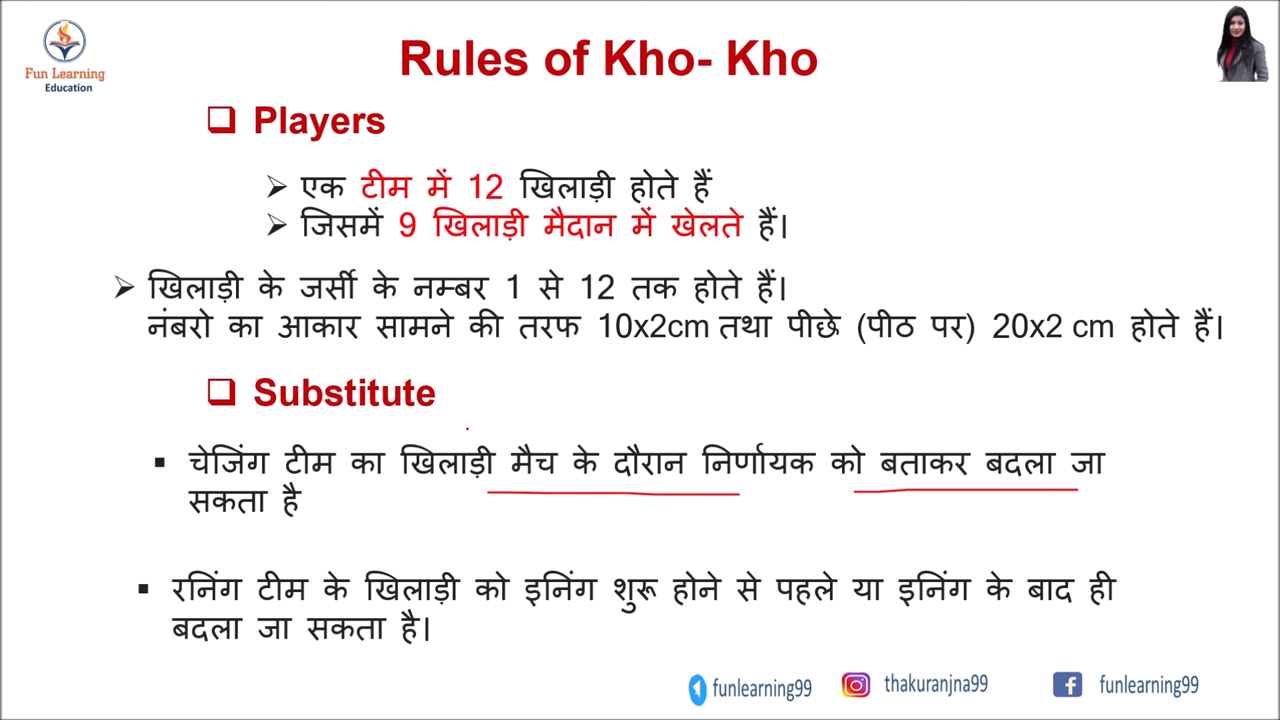 Fun Learning
Education
Rules of Kho- Kho
Players
एक टीम में 12 खिलाड़ी होते हैं
जिसमें 9 खिलाड़ी मैदान में खेलते हैं।
खिलाड़ी के जर्सी के नम्बर 1 से 12 तक होते हैं।
नंबरो का आकार सामने की तरफ 10x2cm तथा पीछे (पीठ पर) 20x2 cm होते हैं।
Substitute
चेजिंग टीम का खिलाड़ी मैच के दौरान निर्णायक को बताकर बदला जा
सकता है
रनिंग टीम के खिलाड़ी को इनिंग शुरू होने से पहले या इनिंग के बाद ही
बदला जा सकता है।
funlearning99 thakuranjna99 funlearning99